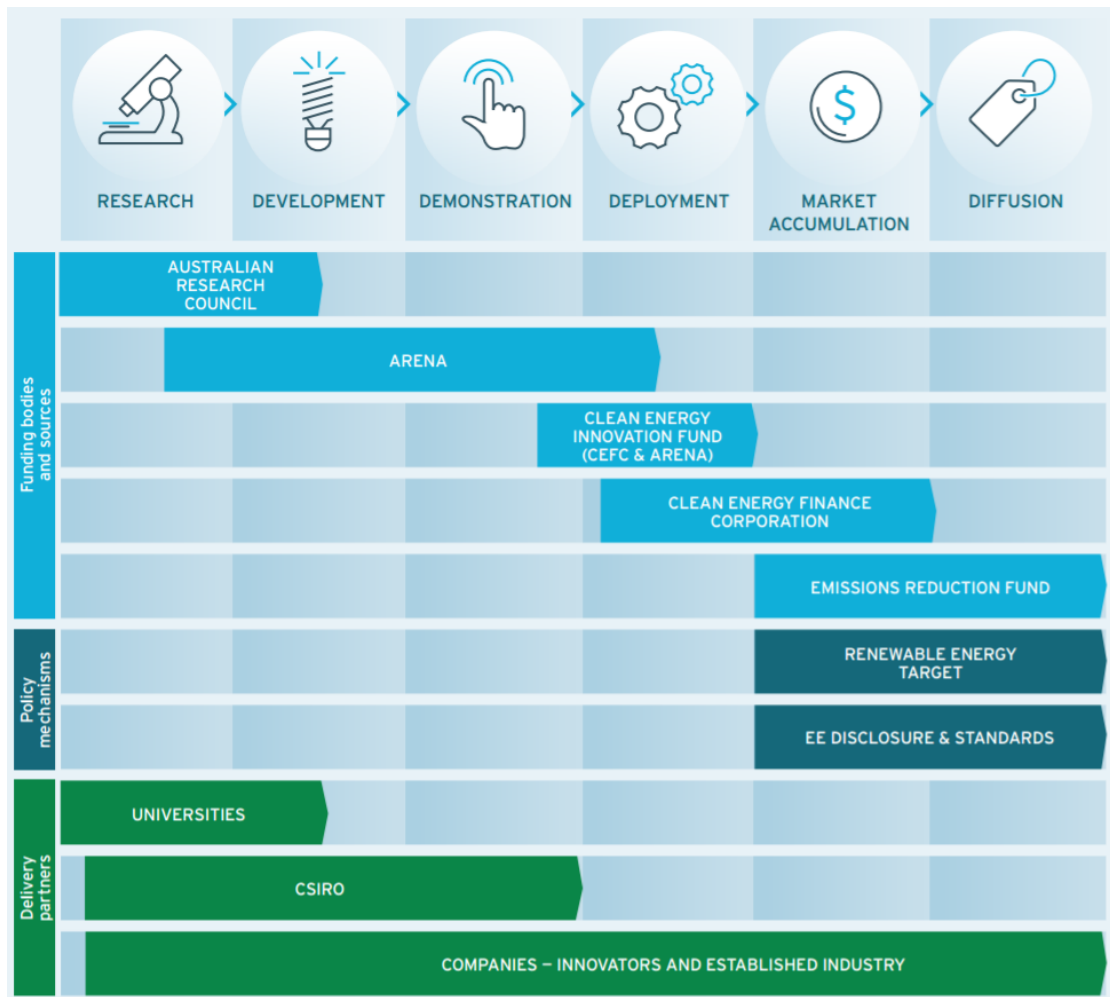 RESEARCH
DEVELOPMENT
DEMONSTRATION
DEPLOYMENT
MARKET
ACCUMULATION
DIFFUSION
Funding bodies
and sources
AUSTRALIAN
RESEARCH
COUNCIL
ARENA
CLEAN ENERGY
INNOVATION FUND
(CEFC & ARENA)
CLEAN ENERGY FINANCE
CORPORATION
EMISSIONS REDUCTION FUND
Policy
mechanisms
RENEWABLE ENERGY
TARGET
EE DISCLOSURE & STANDARDS
Delivery
partners
UNIVERSITIES
CSIRO
COMPANIES – INNOVATORS AND ESTABLISHED INDUSTRY